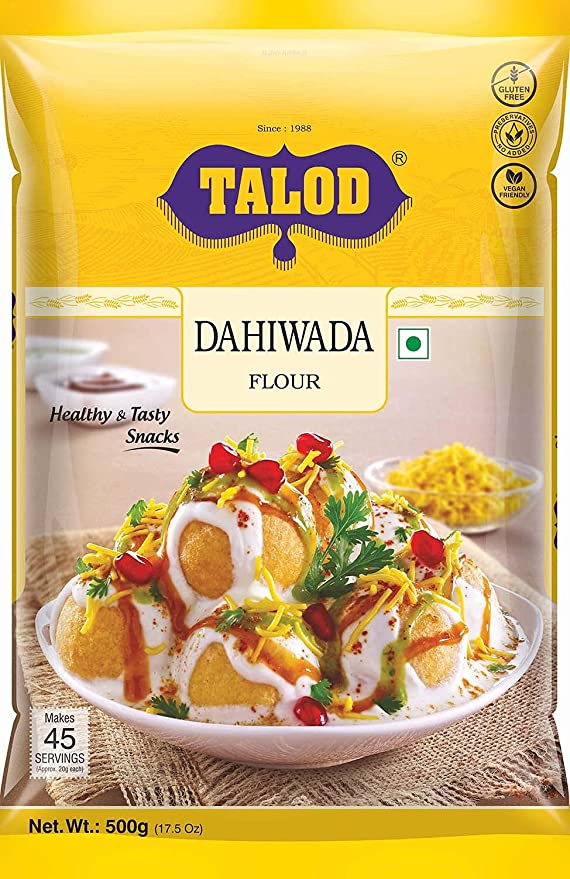 GLUTEN
FREE
PRESERVATIVES
NO ADDED
VEGAN
FRIENDLY
Since : 1988
TALOD ®
DAHIWADA
FLOUR
Healthy & Tasty
Snacks
Makes
45
SERVINGS
(Approx. 20g each)
Net. Wt.: 500g (17.5 Oz)